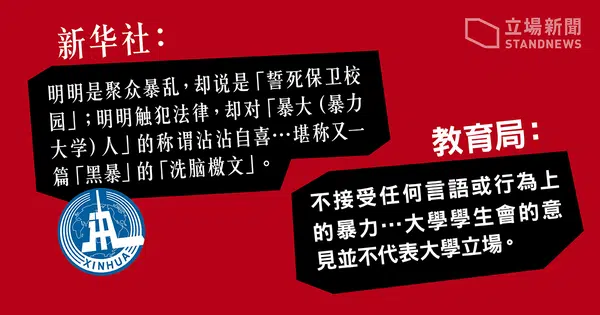 立場新聞
STANDNEWS
新华社：
明明是聚众暴乱，却说是「誓死保卫校
园」；明明触犯法律，却对「暴大（暴力
大学）人」的称谓沾沾自喜…堪称又一
篇「黑暴」的「洗脑檄文」。
XINHUA
教育局：
不接受任何言語或行為上
的暴力…大學學生會的意
見並不代表大學立場。